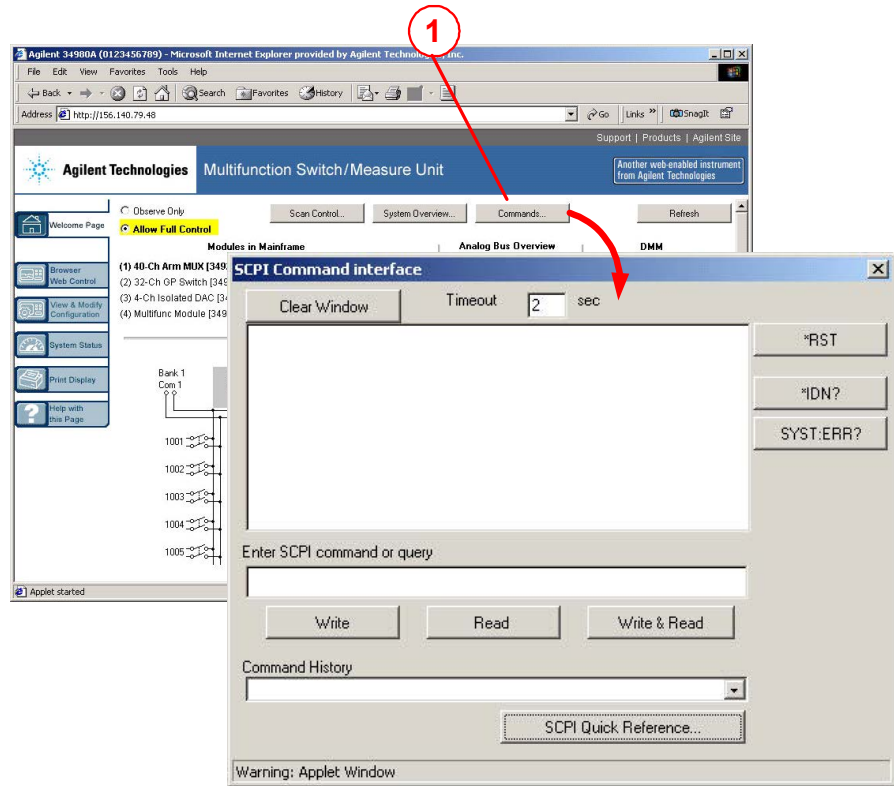 1
Agilent 34980A (0123456789) - Microsoft Internet Explorer provided by Agilent Technologies, Inc.
File Edit View Favorites Tools Help
Back Search Favorites History
Address http://156.140.79.48 Go Links » SnagIt
Support | Products | Agilent Site
Agilent Technologies Multifunction Switch/Measure Unit
Another web-enabled instrument
from Agilent Technologies
Welcome Page
Browser
Web Control
View & Modify
Configuration
System Status
Print Display
Help with
this Page
Observe Only
Allow Full Control
Scan Control... System Overview... Commands... Refresh
Modules in Mainframe Analog Bus Overview DMM
(1) 40-Ch Arm MUX [349
(2) 32-Ch GP Switch [349
(3) 4-Ch Isolated DAC [34
(4) Multifunc Module [349
Bank 1
Com 1
1001
1002
1003
1004
1005
Applet started
SCPI Command interface
Clear Window Timeout 2 sec
*RST
*IDN?
SYST:ERR?
Enter SCPI command or query
Write Read Write & Read
Command History
SCPI Quick Reference...
Warning: Applet Window